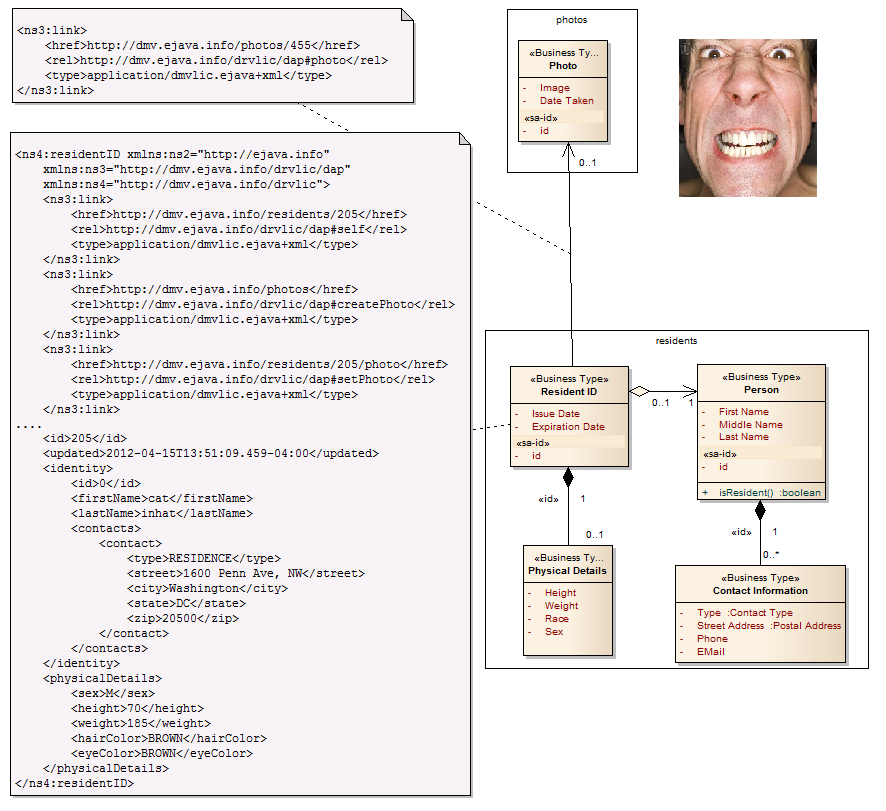 <ns3:link>
<href>http://dmv.ejava.info/photos/455</href>
<rel>http://dmv.ejava.info/drvlic/dap#photo</rel>
<type>application/dmvlic.ejava+xml</type>
</ns3:link>
<ns4:residentID xmlns:ns2="http://ejava.info"
xmlns:ns3="http://dmv.ejava.info/drvlic/dap"
xmlns:ns4="http://dmv.ejava.info/drvlic">
<ns3:link>
<href>http://dmv.ejava.info/residents/205</href>
<rel>http://dmv.ejava.info/drvlic/dap#self</rel>
<type>application/dmvlic.ejava+xml</type>
</ns3:link>
<ns3:link>
<href>http://dmv.ejava.info/photos</href>
<rel>http://dmv.ejava.info/drvlic/dap#createPhoto</rel>
<type>application/dmvlic.ejava+xml</type>
</ns3:link>
<ns3:link>
<href>http://dmv.ejava.info/residents/205/photo</href>
<rel>http://dmv.ejava.info/drvlic/dap#setPhoto</rel>
<type>application/dmvlic.ejava+xml</type>
</ns3:link>
....
<id>205</id>
<updated>2012-04-15T13:51:09.459-04:00</updated>
<identity>
<id>0</id>
<firstName>cat</firstName>
<lastName>inhat</lastName>
<contacts>
<contact>
<type>RESIDENCE</type>
<street>1600 Penn Ave, NW</street>
<city>Washington</city>
<state>DC</state>
<zip>20500</zip>
</contact>
</contacts>
</identity>
<physicalDetails>
<sex>M</sex>
<height>70</height>
<weight>185</weight>
<hairColor>BROWN</hairColor>
<eyeColor>BROWN</eyeColor>
</physicalDetails>
</ns4:residentID>
photos
«Business Ty...
Photo
- Image
- Date Taken
«sa-id»
- id
0..1
residents
«Business Type»
Resident ID
- Issue Date
- Expiration Date
«sa-id»
- id
0..1
1
«Business Type»
Person
- First Name
- Middle Name
- Last Name
«sa-id»
- id
+ isResident() :boolean
«id»
1
0..1
«Business Ty...
Physical Details
- Height
- Weight
- Race
- Sex
«id»
1
0..*
«Business Type»
Contact Information
- Type :Contact Type
- Street Address :Postal Address
- Phone
- EMail